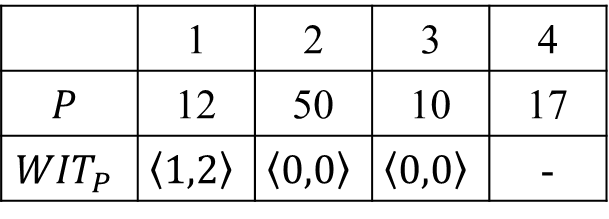 1 2 3 4
P 12 50 10 17
WIT_P ⟨1,2⟩ ⟨0,0⟩ ⟨0,0⟩ -